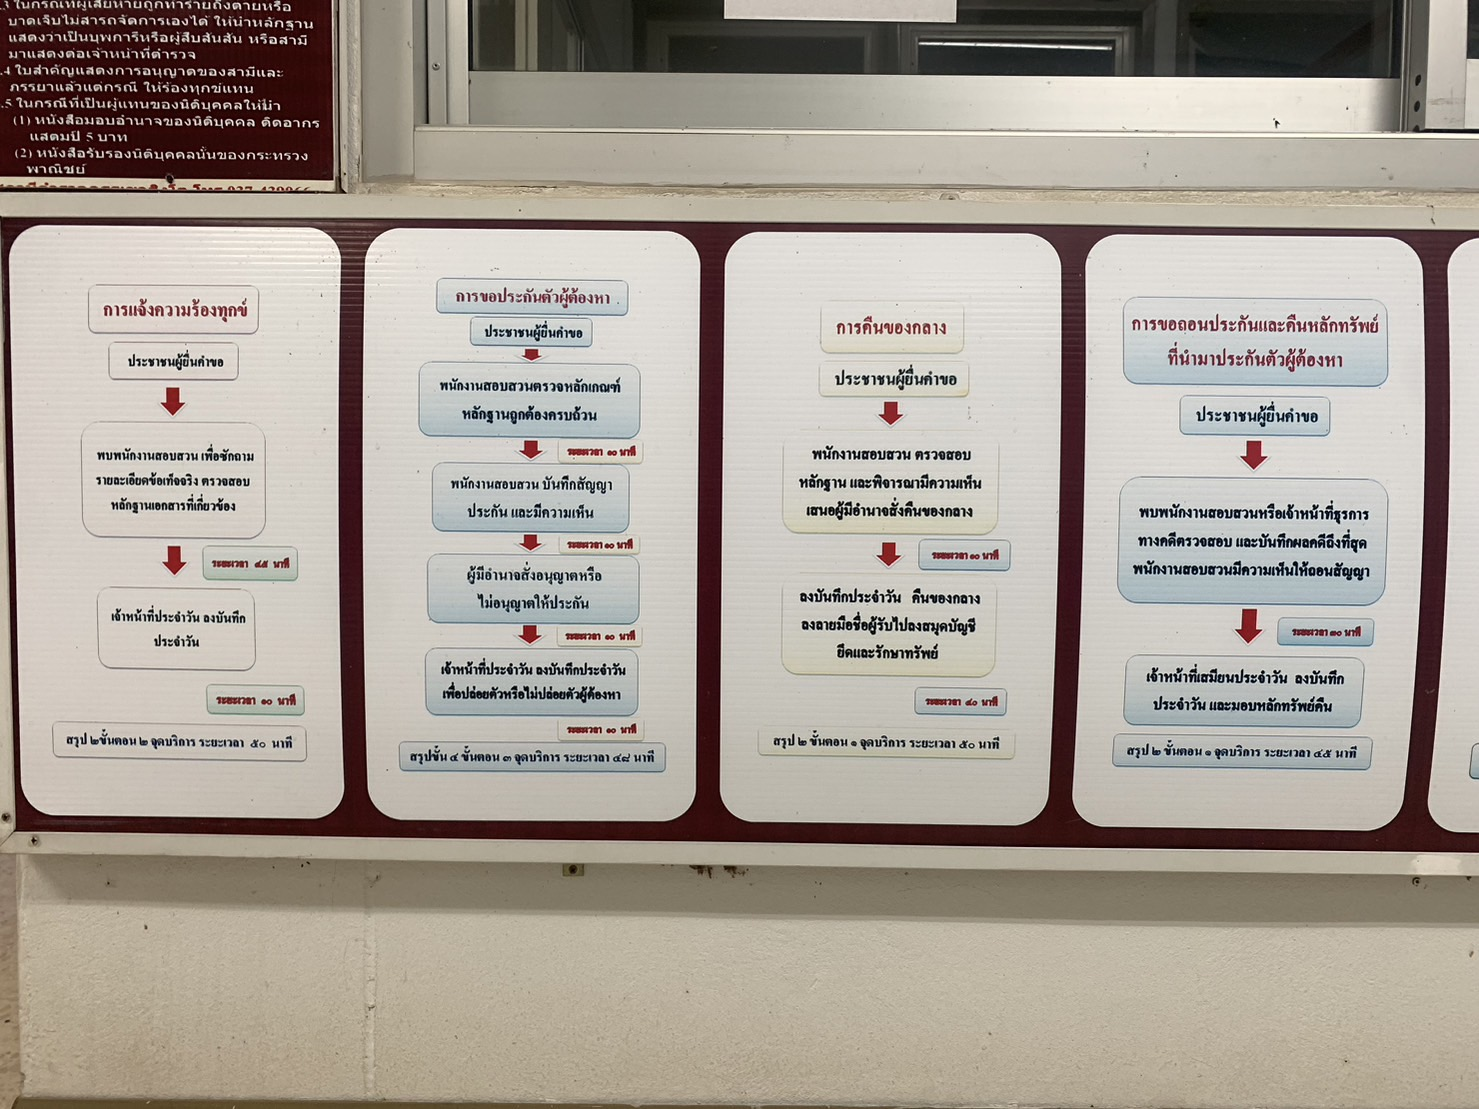 .3 ในกรณีที่ผู้เสียหายถูกทำร้ายถึงตายหรือ
บาดเจ็บไม่สารถจัดการเองได้ ให้นำหลักฐาน
แสดงว่าเป็นบุพการีหรือผู้สืบสันสัน หรือสามี
มาแสดงต่อเจ้าหน้าที่ตำรวจ
.4 ใบสำคัญแสดงการอนุญาตของสามีและ
ภรรยาแล้วแต่กรณี ให้ร้องทุกข์แทน
.5 ในกรณีที่เป็นผู้แทนของนิติบุคคลให้นำ
(1) หนังสือมอบอำนาจของนิติบุคคล ติดอากร
แสตมป์ 5 บาท
(2) หนังสือรับรองนิติบุคคลนั้นของกระทรวง
พาณิชย์
การแจ้งความร้องทุกข์
ประชาชนผู้ยื่นคำขอ
พบพนักงานสอบสวน เพื่อซักถาม
รายละเอียดข้อเท็จจริง ตรวจสอบ
หลักฐานเอกสารที่เกี่ยวข้อง
ระยะเวลา ๔๕ นาที
เจ้าหน้าที่ประจำวัน ลงบันทึก
ประจำวัน
ระยะเวลา ๑๐ นาที
สรุป ๒ขั้นตอน ๒ จุดบริการ ระยะเวลา ๕๐ นาที
การขอประกันตัวผู้ต้องหา
ประชาชนผู้ยื่นคำขอ
พนักงานสอบสวนตรวจหลักเกณฑ์
หลักฐานถูกต้องครบถ้วน
ระยะเวลา ๑๐ นาที
พนักงานสอบสวน บันทึกสัญญา
ประกัน และมีความเห็น
ระยะเวลา ๑๐ นาที
ผู้มีอำนาจสั่งอนุญาตหรือ
ไม่อนุญาตให้ประกัน
ระยะเวลา ๑๐ นาที
เจ้าหน้าที่ประจำวัน ลงบันทึกประจำวัน
เพื่อปล่อยตัวหรือไม่ปล่อยตัวผู้ต้องหา
ระยะเวลา ๑๐ นาที
สรุปขั้น ๔ ขั้นตอน ๓ จุดบริการ ระยะเวลา ๔๘ นาที
การคืนของกลาง
ประชาชนผู้ยื่นคำขอ
พนักงานสอบสวน ตรวจสอบ
หลักฐาน และพิจารณามีความเห็น
เสนอผู้มีอำนาจสั่งคืนของกลาง
ระยะเวลา ๑๐ นาที
ลงบันทึกประจำวัน คืนของกลาง
ลงลายมือชื่อผู้รับไปลงสมุดบัญชี
ยึดและรักษาทรัพย์
ระยะเวลา ๔๐ นาที
สรุป ๒ ขั้นตอน ๑ จุดบริการ ระยะเวลา ๕๐ นาที
การขอถอนประกันและคืนหลักทรัพย์
ที่นำมาประกันตัวผู้ต้องหา
ประชาชนผู้ยื่นคำขอ
พบพนักงานสอบสวนหรือเจ้าหน้าที่ธุรการ
ทางคดีตรวจสอบ และบันทึกผลคดีถึงที่สุด
พนักงานสอบสวนมีความเห็นให้ถอนสัญญา
ระยะเวลา ๓๐ นาที
เจ้าหน้าที่เสมียนประจำวัน ลงบันทึก
ประจำวัน และมอบหลักทรัพย์คืน
สรุป ๒ ขั้นตอน ๑ จุดบริการ ระยะเวลา ๔๕ นาที